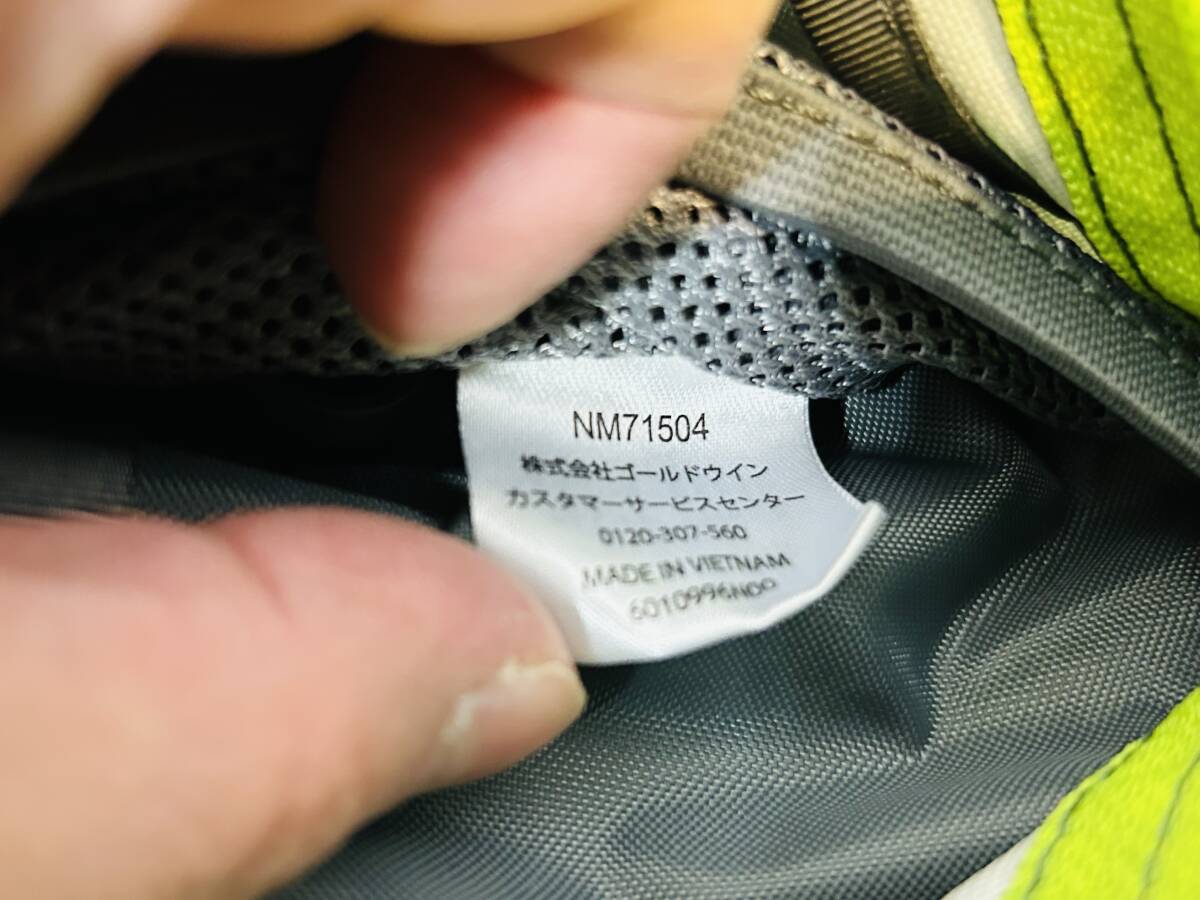 NM71504
株式会社ゴールドウイン
カスタマーサービスセンター
0120-307-560
MADE IN VIETNAM